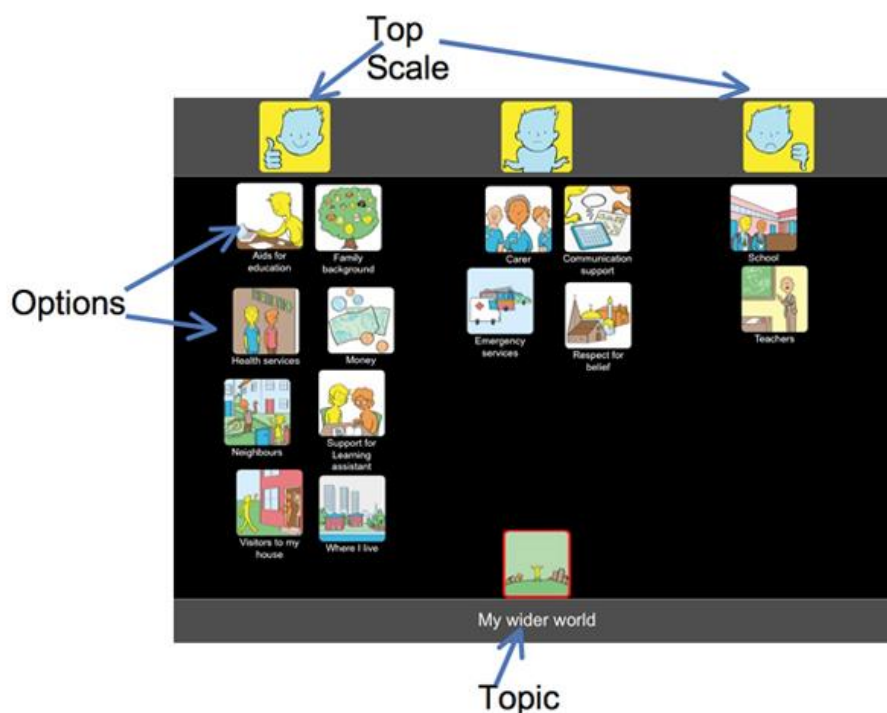 Top
Scale
Options
Aids for
education
Family
background
Carer
Communication
support
School
Health services
Money
Emergency
services
Respect for
belief
Teachers
Neighbours
Support for
Learning
assistant
Visitors to my
house
Where I live
My wider world
Topic